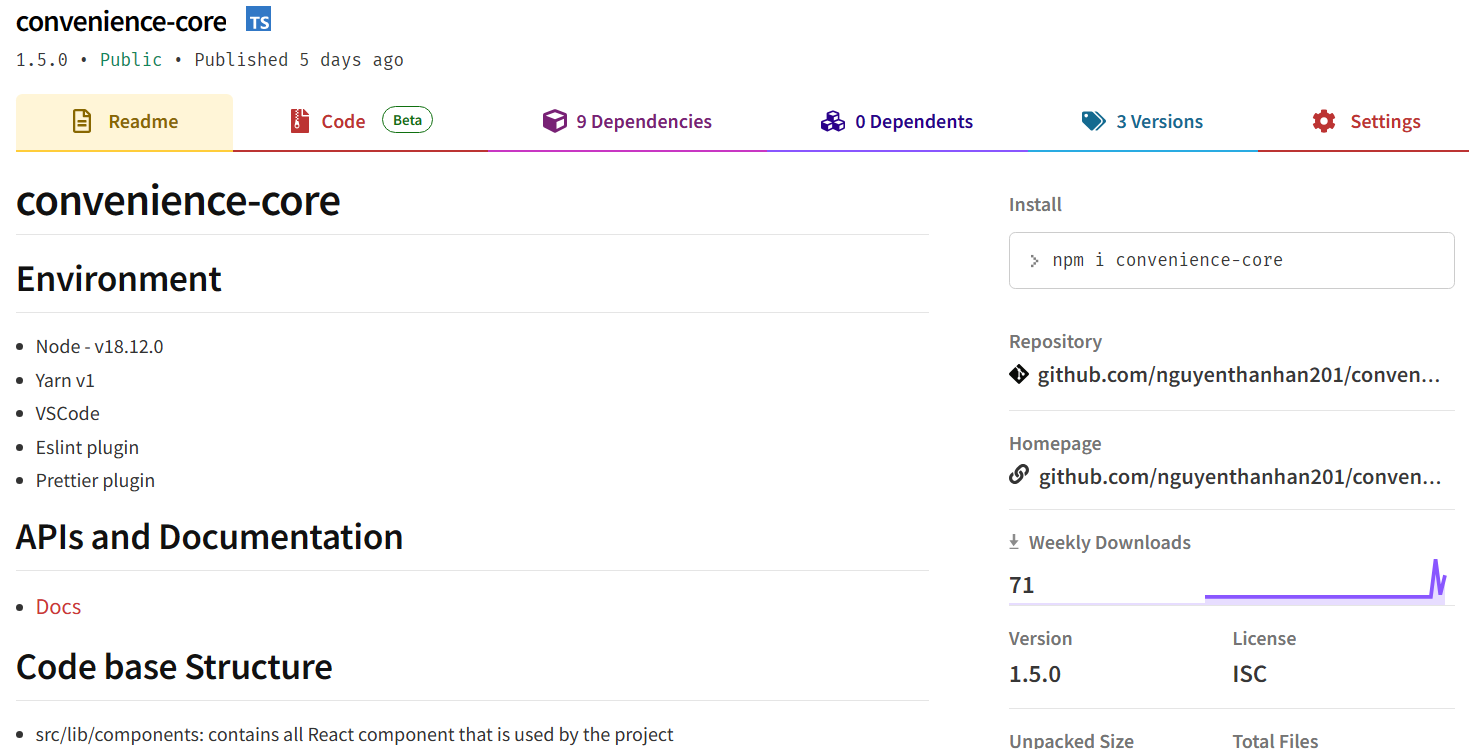 convenience-core TS
1.5.0 • Public • Published 5 days ago
Readme
Code Beta
9 Dependencies
0 Dependents
3 Versions
Settings
convenience-core
Environment
• Node - v18.12.0
• Yarn v1
• VSCode
• Eslint plugin
• Prettier plugin
APIs and Documentation
• Docs
Code base Structure
• src/lib/components: contains all React component that is used by the project
Install
> npm i convenience-core
Repository
github.com/nguyenthanhan201/conven...
Homepage
github.com/nguyenthanhan201/conven...
Weekly Downloads
71
Version
1.5.0
License
ISC
Unpacked Size
Total Files